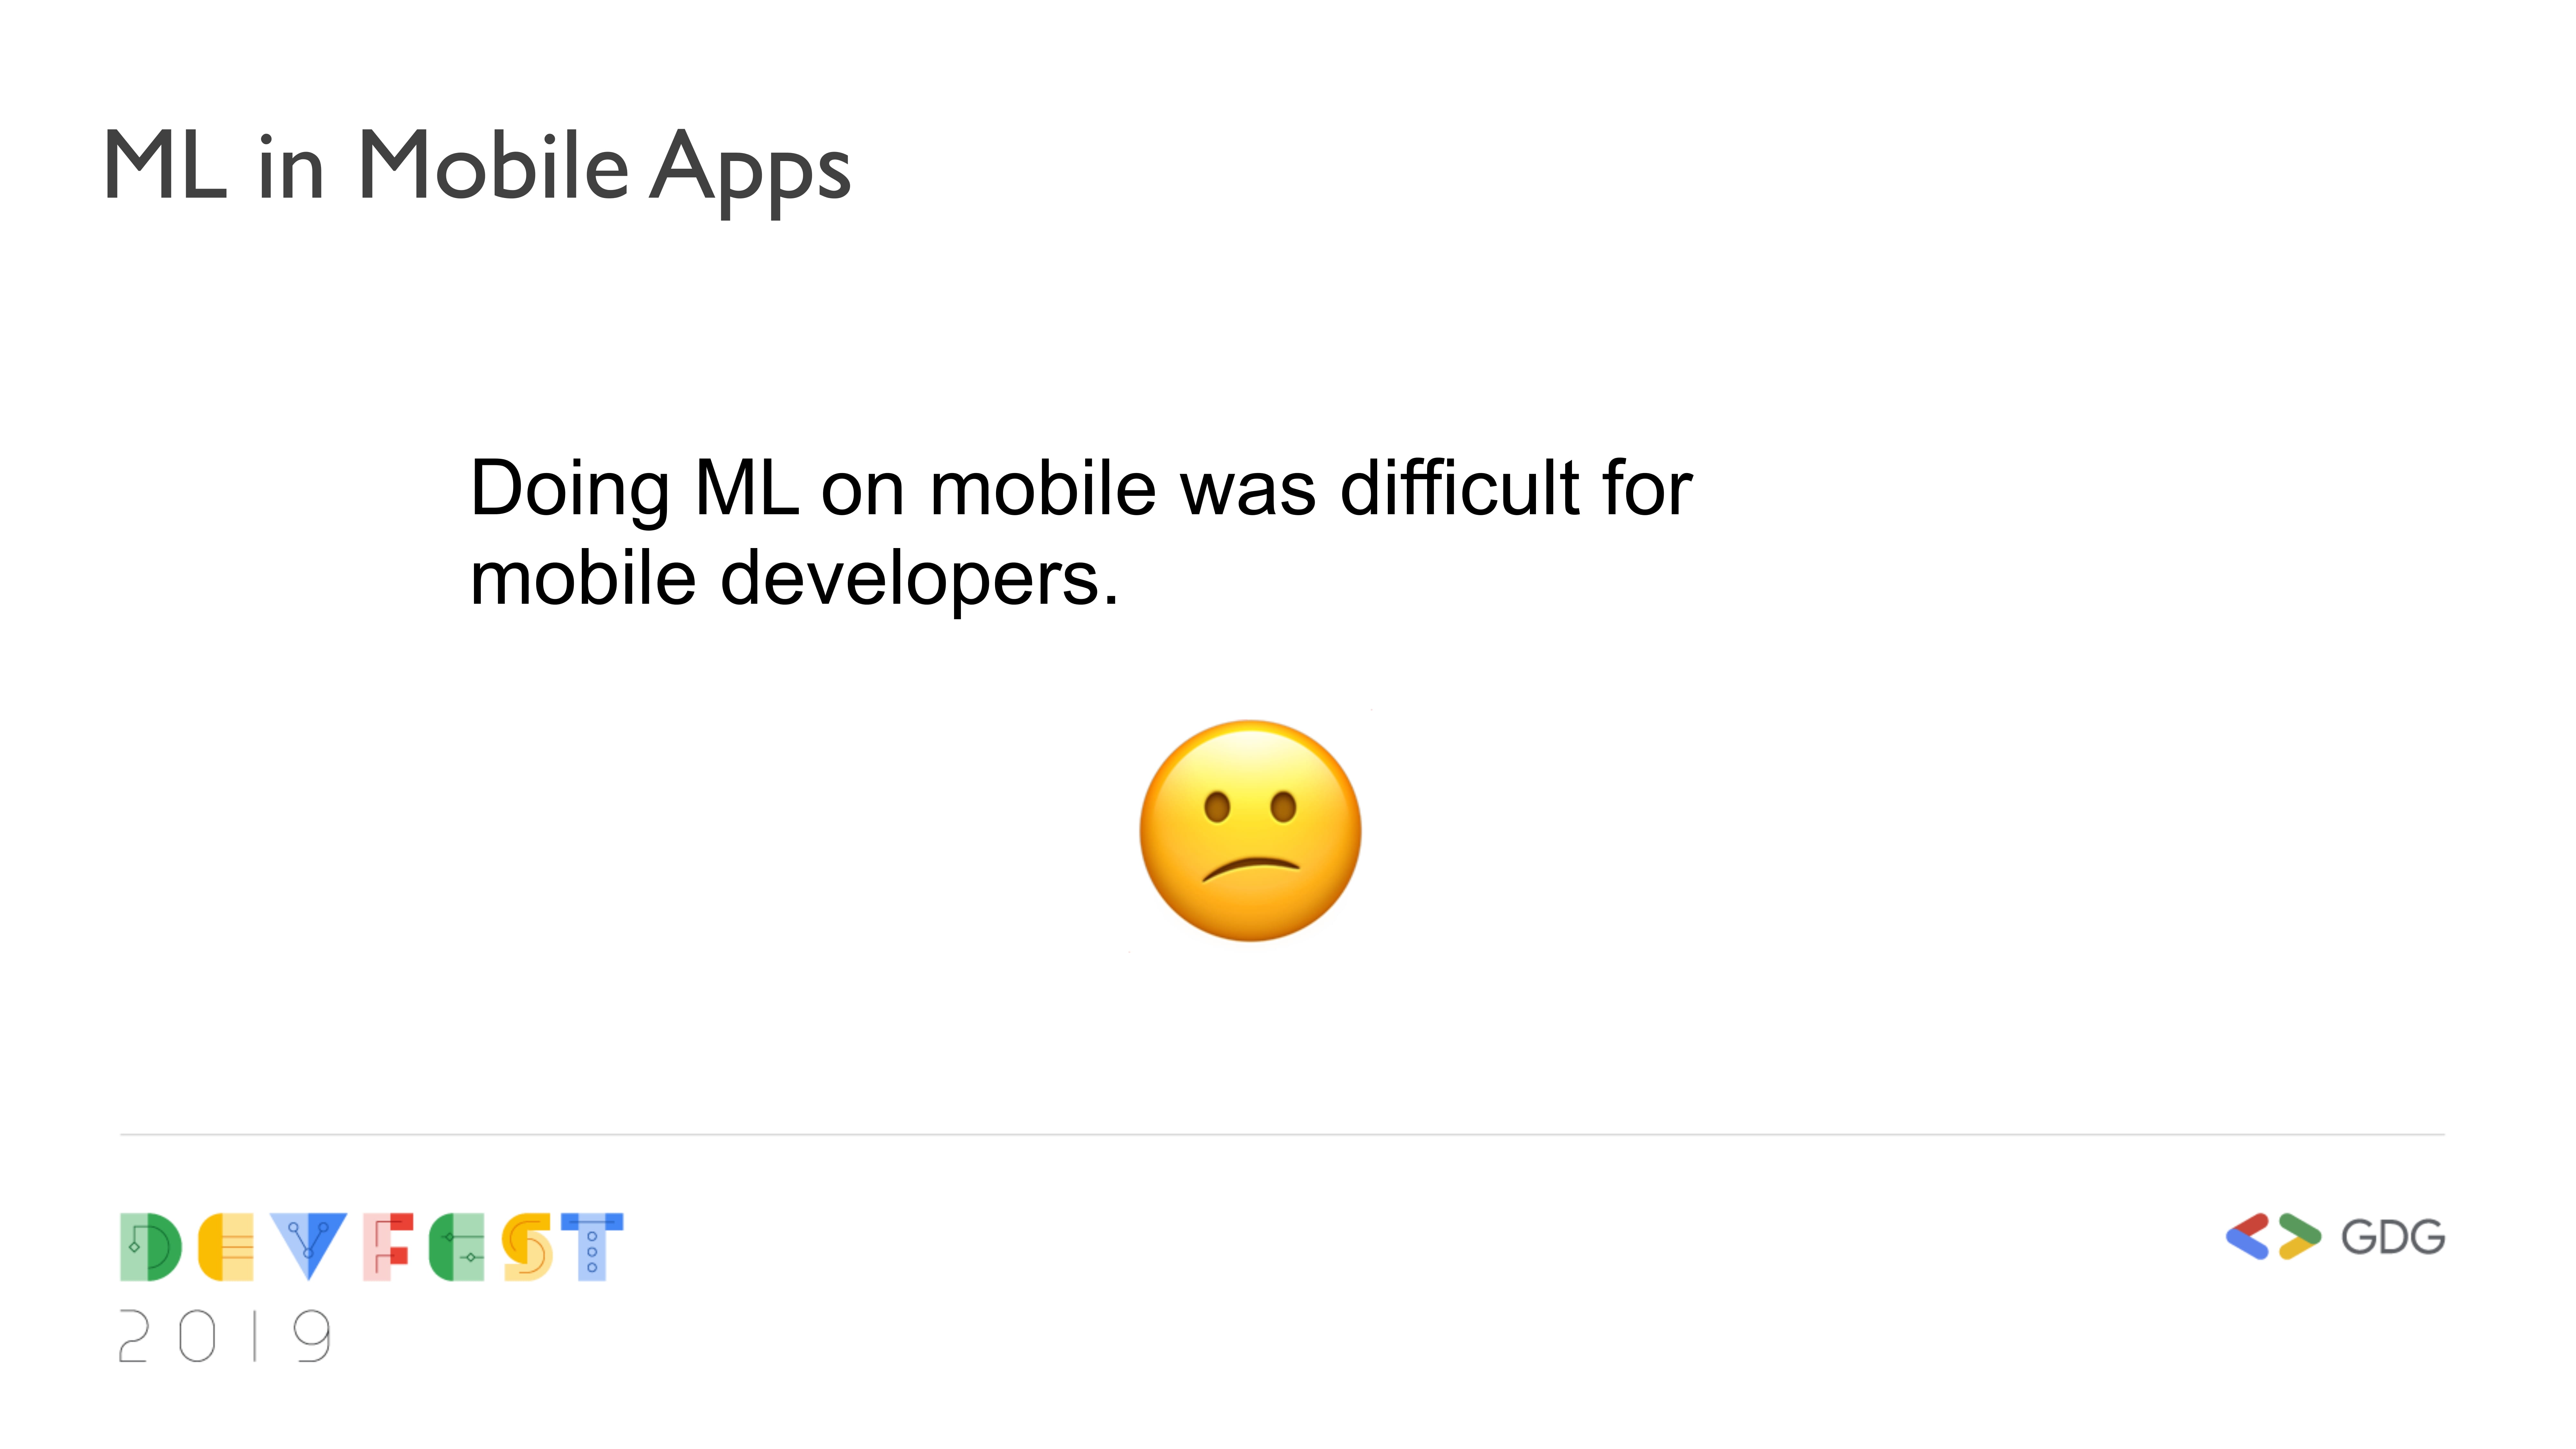 ML in Mobile Apps
Doing ML on mobile was difficult for
mobile developers.
DEVFEST
2019
GDG